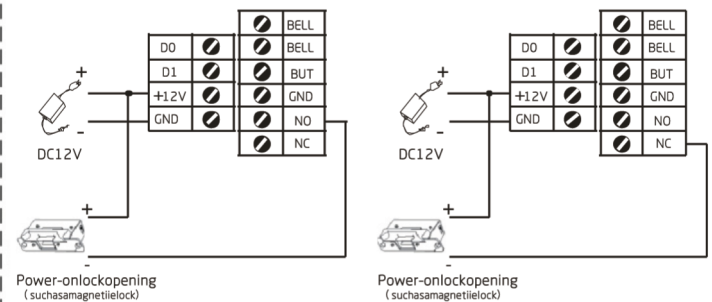 BELL
D0 BELL
D1 BUT
+ +12V GND
- GND NO
DC12V NC
+
-
Power-onlockopening
( suchasamagnetiielock)
BELL
D0 BELL
D1 BUT
+ +12V GND
- GND NO
DC12V NC
+
-
Power-onlockopening
( suchasamagnetiielock)